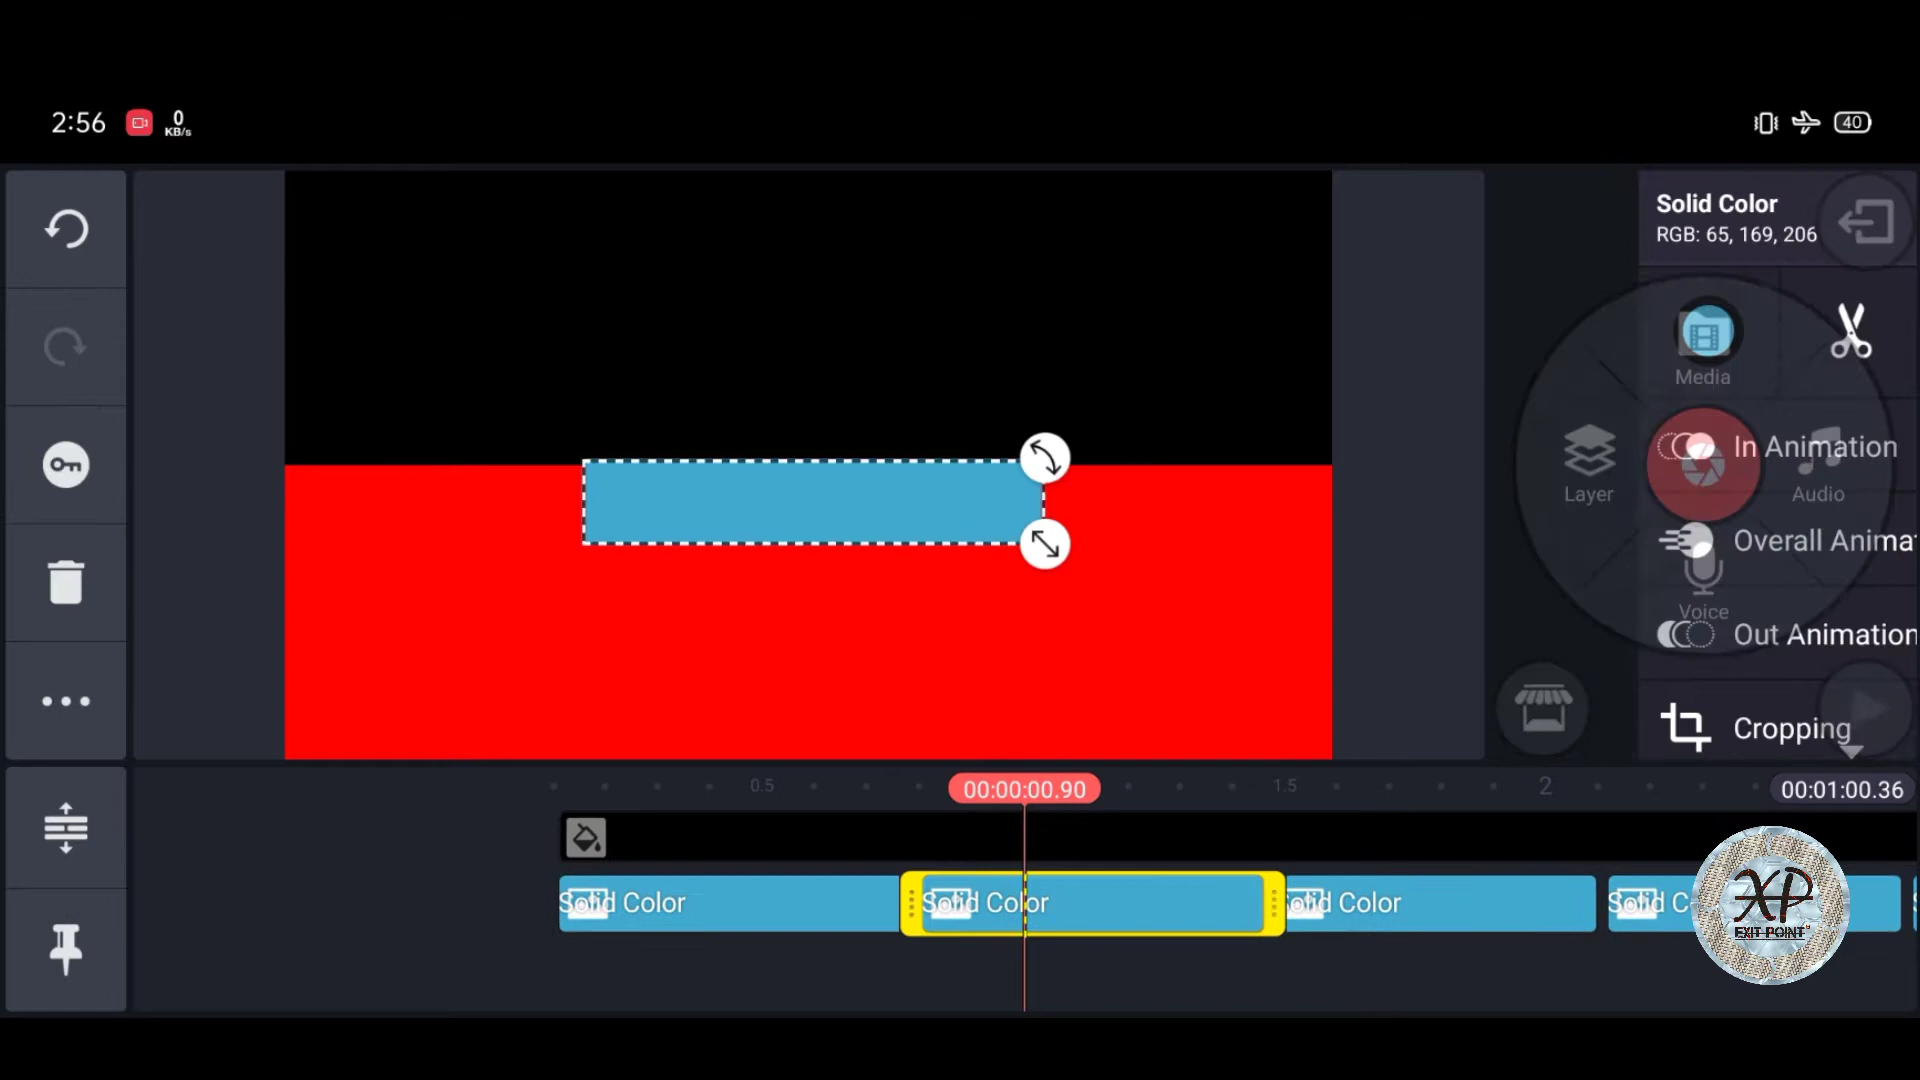 2:56
0
KB/s
40
Solid Color
RGB: 65, 169, 206
Media
In Animation
Layer
Audio
Overall Anima
Voice
Out Animation
Cropping
0.5
00:00:00.90
1.5
2
00:01:00.36
Solid Color
Solid Color
Solid Color
Solid C
XP
EXIT POINT